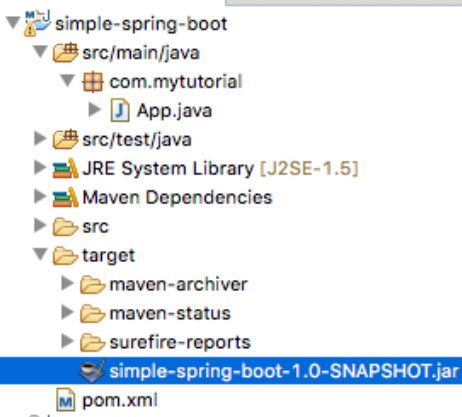 simple-spring-boot
src/main/java
com.mytutorial
App.java
src/test/java
JRE System Library [J2SE-1.5]
Maven Dependencies
src
target
maven-archiver
maven-status
surefire-reports
simple-spring-boot-1.0-SNAPSHOT.jar
pom.xml